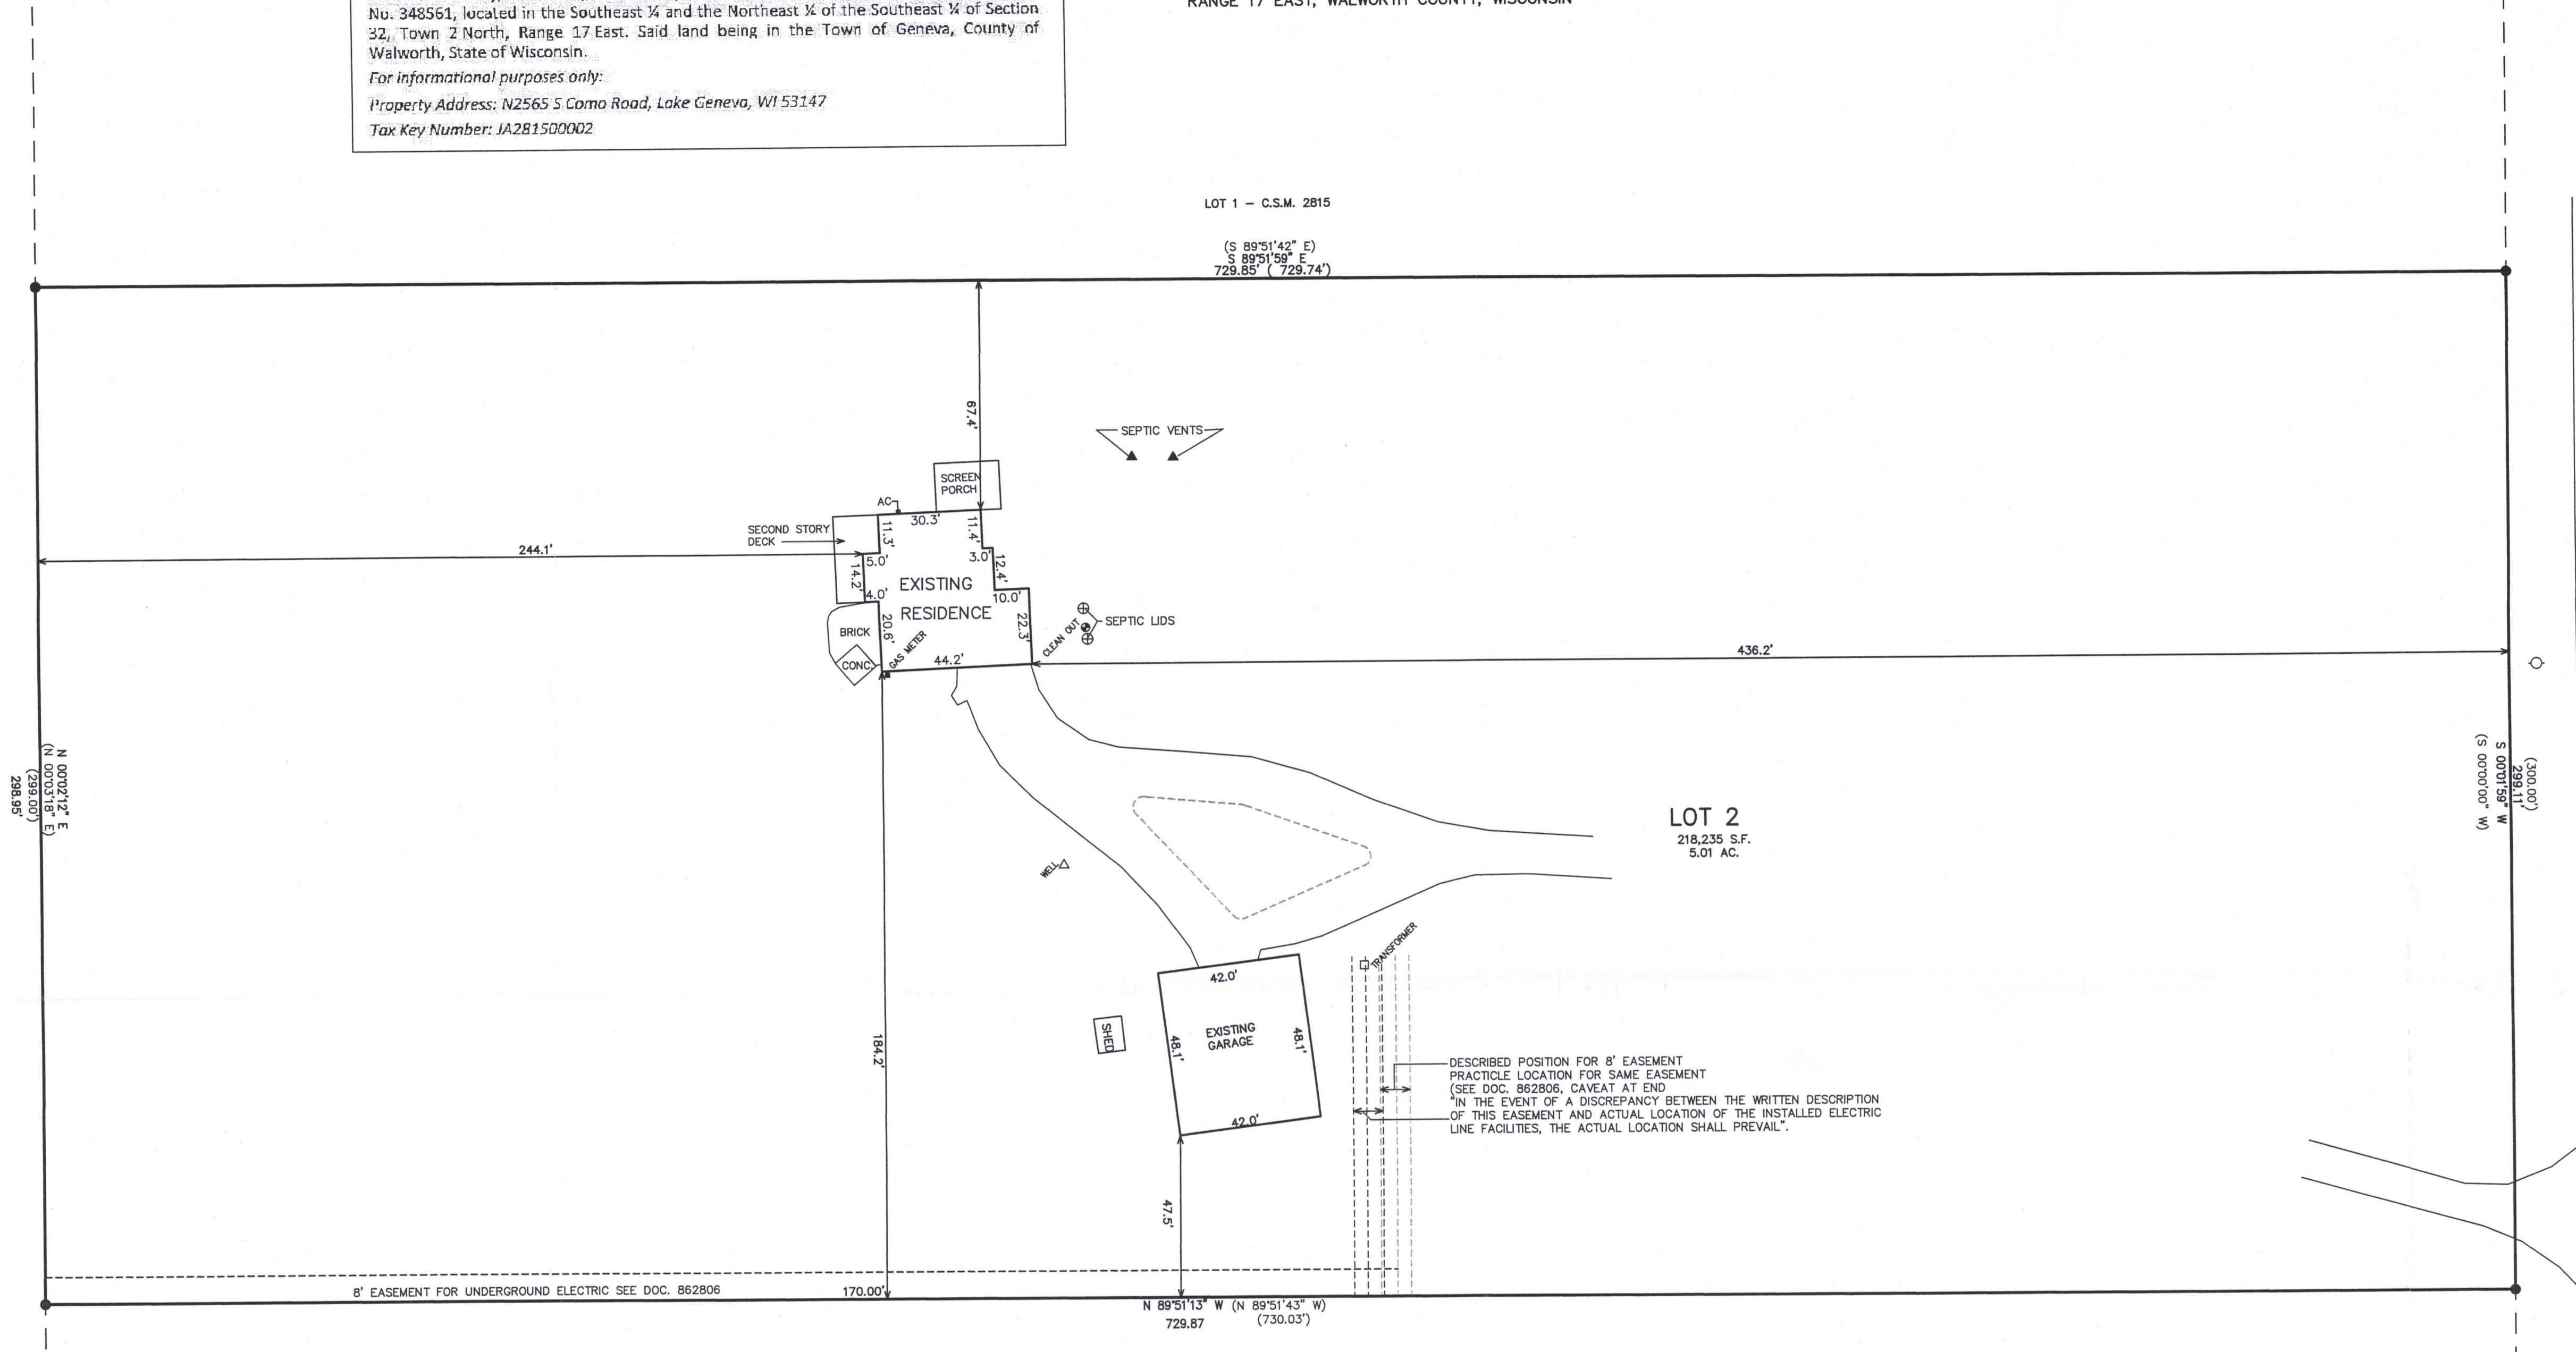 No. 348561, located in the Southeast ¼ and the Northeast ¼ of the Southeast ¼ of Section
32, Town 2 North, Range 17 East. Said land being in the Town of Geneva, County of
Walworth, State of Wisconsin.
For informational purposes only:
Property Address: N2565 S Como Road, Lake Geneva, WI 53147
Tax Key Number: JA281500002
RANGE 17 EAST, WALWORTH COUNTY, WISCONSIN
LOT 1 – C.S.M. 2815
(S 89°51'42" E)
S 89°51'59" E
729.85' ( 729.74')
67.4'
SEPTIC VENTS
SCREEN
PORCH
AC
30.3'
11.3'
11.4'
SECOND STORY
DECK
244.1'
5.0'
3.0'
14.2'
12.4'
EXISTING
RESIDENCE
4.0'
10.0'
20.6'
22.3'
BRICK
CONC.
GAS METER
44.2'
CLEAN OUT
SEPTIC LIDS
436.2'
N 00°02'12" E
(N 00°03'18" E)
(299.00')
298.95'
(300.00')
299.11'
S 00°01'59" W
(S 00°00'00" W)
LOT 2
218,235 S.F.
5.01 AC.
WELL
TRANSFORMER
42.0'
SHED
48.1'
EXISTING
GARAGE
48.1'
42.0'
184.2'
DESCRIBED POSITION FOR 8' EASEMENT
PRACTICLE LOCATION FOR SAME EASEMENT
(SEE DOC. 862806, CAVEAT AT END
"IN THE EVENT OF A DISCREPANCY BETWEEN THE WRITTEN DESCRIPTION
OF THIS EASEMENT AND ACTUAL LOCATION OF THE INSTALLED ELECTRIC
LINE FACILITIES, THE ACTUAL LOCATION SHALL PREVAIL".
47.5'
8' EASEMENT FOR UNDERGROUND ELECTRIC SEE DOC. 862806
170.00'
N 89°51'13" W (N 89°51'43" W)
729.87 (730.03')